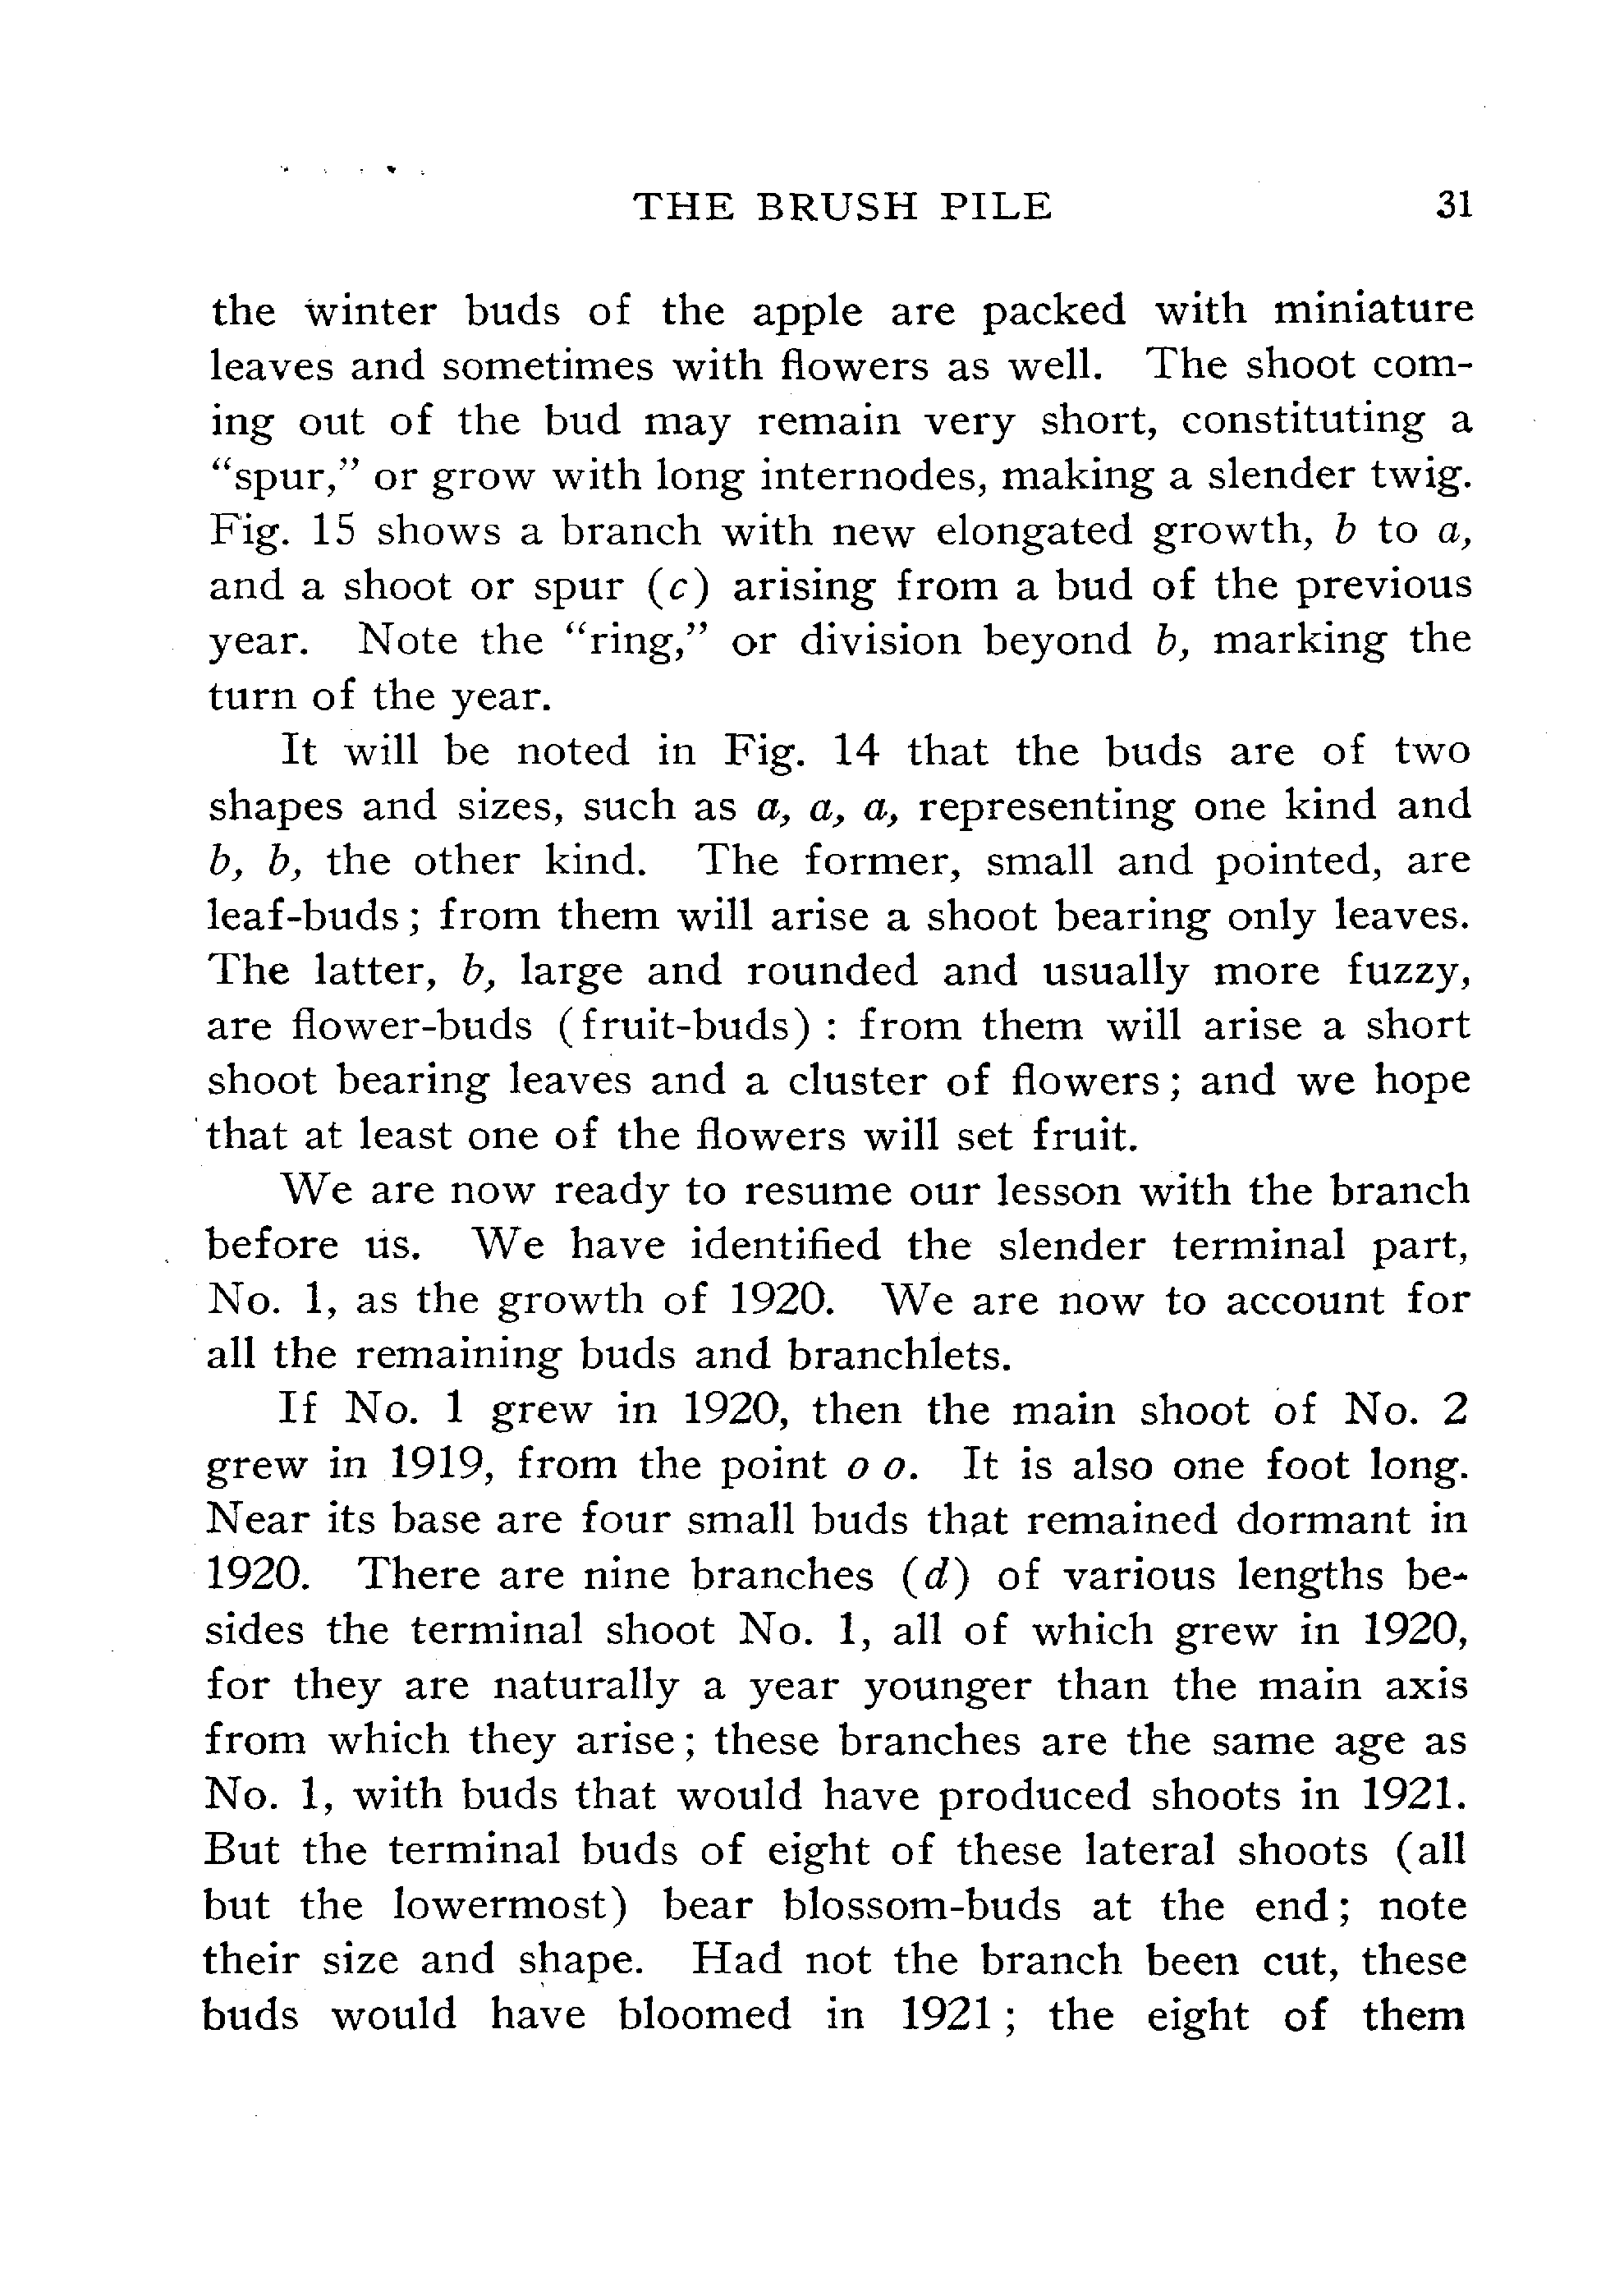 THE BRUSH PILE 31
the winter buds of the apple are packed with miniature
leaves and sometimes with flowers as well. The shoot com-
ing out of the bud may remain very short, constituting a
“spur,” or grow with long internodes, making a slender twig.
Fig. 15 shows a branch with new elongated growth, b to a,
and a shoot or spur (c) arising from a bud of the previous
year. Note the “ring,” or division beyond b, marking the
turn of the year.
It will be noted in Fig. 14 that the buds are of two
shapes and sizes, such as a, a, a, representing one kind and
b, b, the other kind. The former, small and pointed, are
leaf-buds; from them will arise a shoot bearing only leaves.
The latter, b, large and rounded and usually more fuzzy,
are flower-buds (fruit-buds) : from them will arise a short
shoot bearing leaves and a cluster of flowers; and we hope
that at least one of the flowers will set fruit.
We are now ready to resume our lesson with the branch
before us. We have identified the slender terminal part,
No. 1, as the growth of 1920. We are now to account for
all the remaining buds and branchlets.
If No. 1 grew in 1920, then the main shoot of No. 2
grew in 1919, from the point o o. It is also one foot long.
Near its base are four small buds that remained dormant in
1920. There are nine branches (d) of various lengths be-
sides the terminal shoot No. 1, all of which grew in 1920,
for they are naturally a year younger than the main axis
from which they arise; these branches are the same age as
No. 1, with buds that would have produced shoots in 1921.
But the terminal buds of eight of these lateral shoots (all
but the lowermost) bear blossom-buds at the end; note
their size and shape. Had not the branch been cut, these
buds would have bloomed in 1921; the eight of them